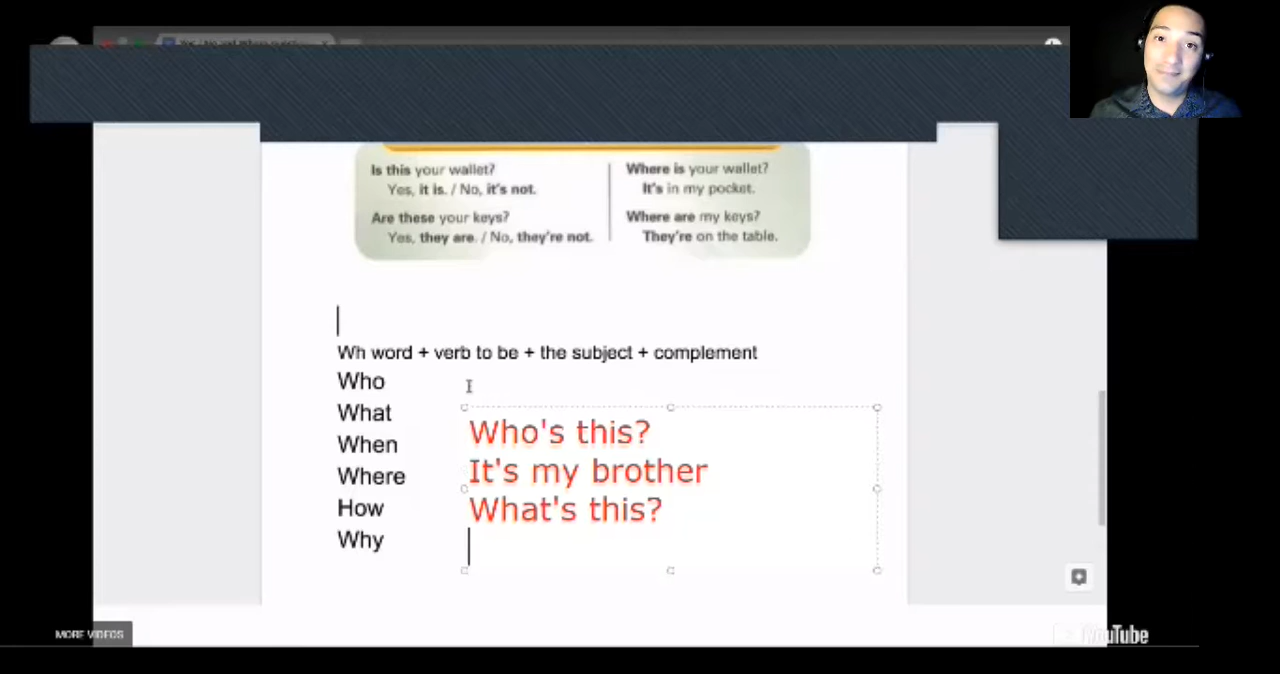 Is this your wallet?
Yes, it is. / No, it's not.
Are these your keys?
Yes, they are. / No, they're not.
Where is your wallet?
It's in my pocket.
Where are my keys?
They're on the table.
Wh word + verb to be + the subject + complement
Who
What
When
Where
How
Why
Who's this?
It's my brother
What's this?
MORE VIDEOS
YouTube